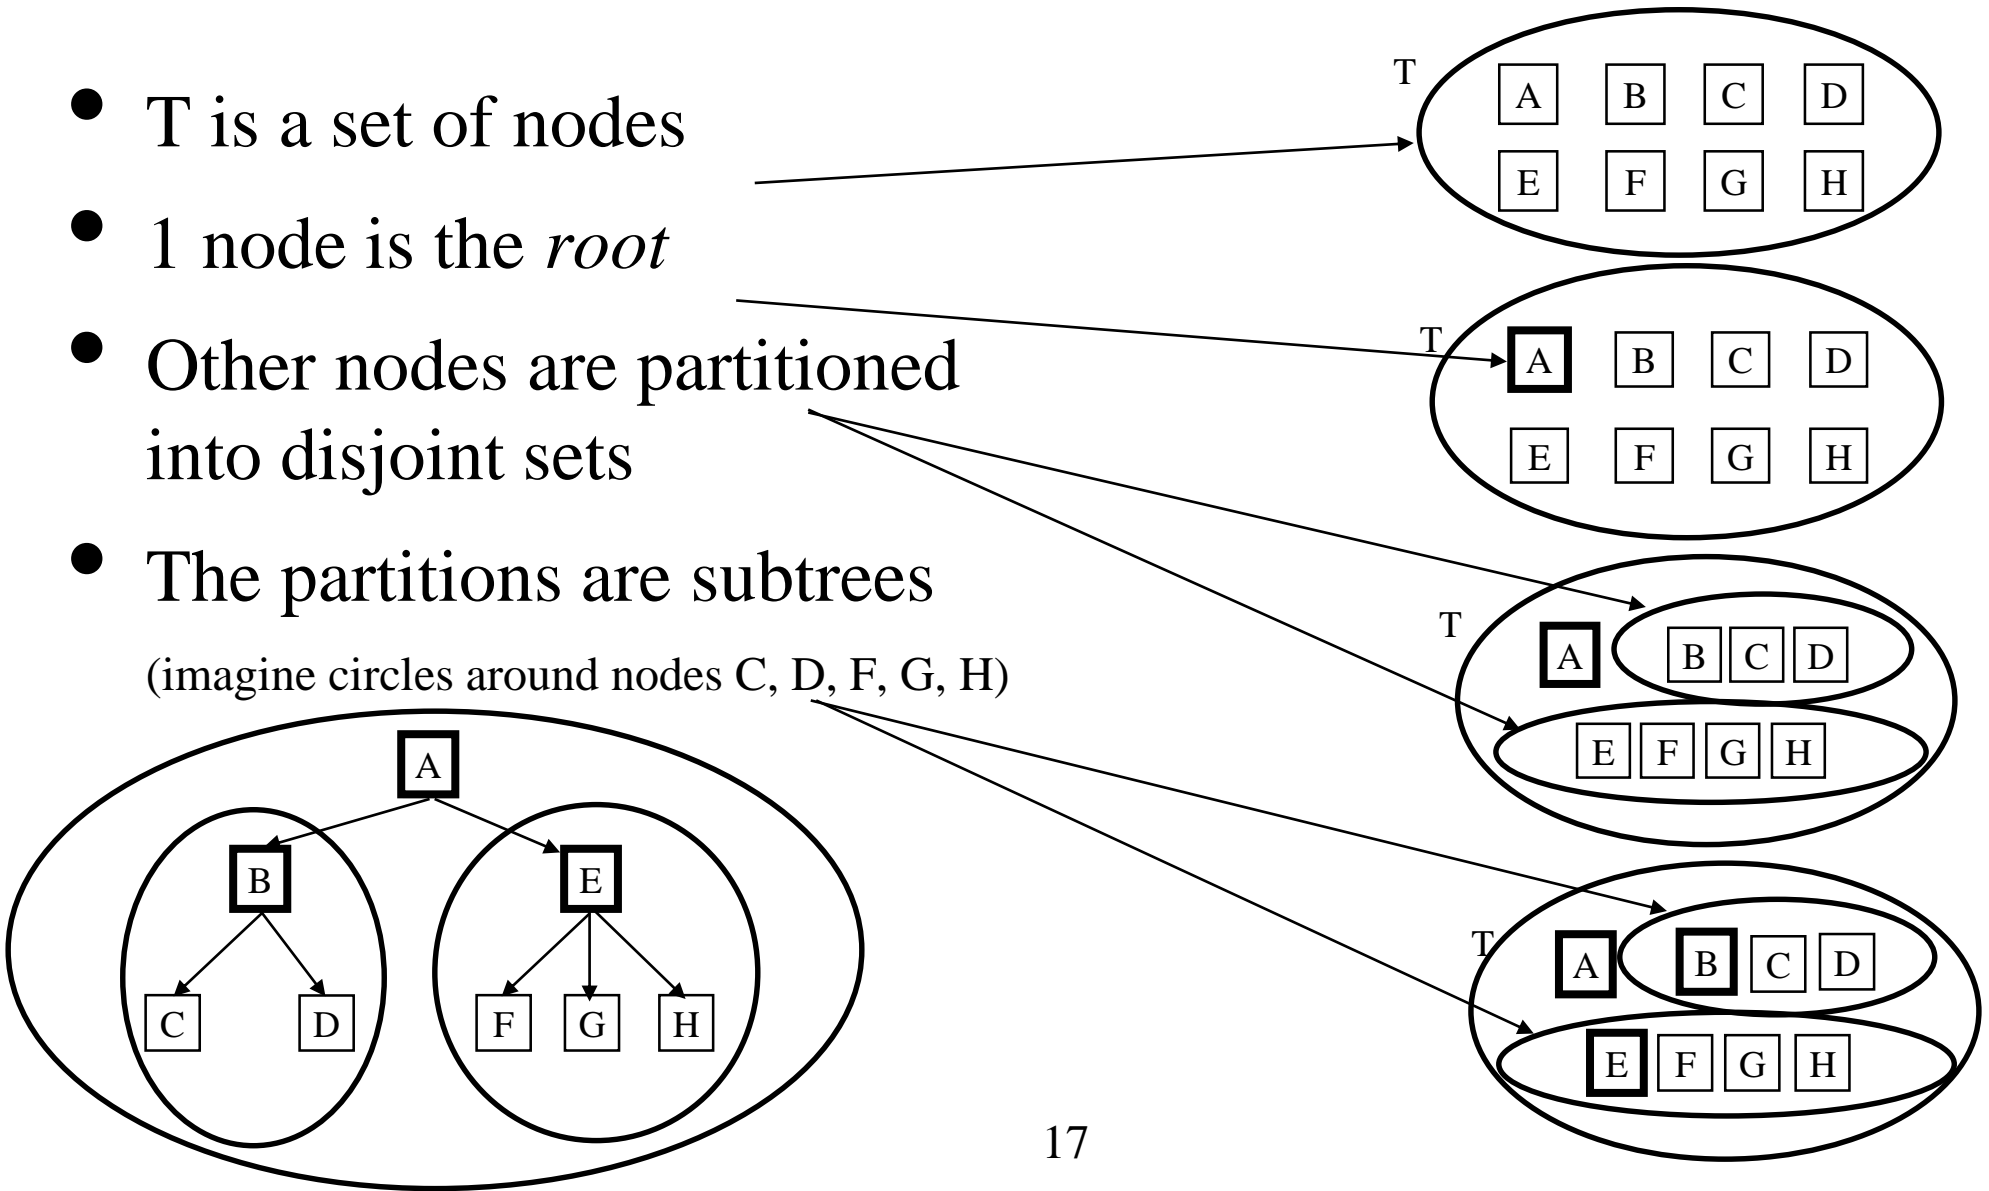 • T is a set of nodes
• 1 node is the root
• Other nodes are partitioned
into disjoint sets
• The partitions are subtrees
(imagine circles around nodes C, D, F, G, H)
A
B E
C D F G H
T
A B C D
E F G H
T
A B C D
E F G H
T
A B C D
E F G H
T
A B C D
E F G H
17